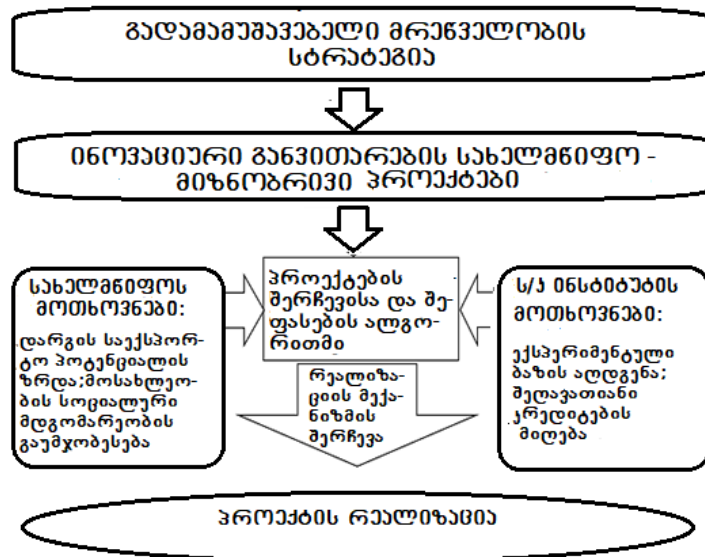 გადამამუშავებელი მრეწველობის
სტრატეგია
ინოვაციური განვითარების სახელმწიფო -
მიზნობრივი პროექტები
სახელმწიფოს
მოთხოვნები:
დარგის საექსპორ-
ტო პოტენციალის
ზრდა;მოსახლეო-
ბის სოციალური
მდგომარეობის
გაუმჯობესება
პროექტების
შერჩევისა და შე-
ფასების ალგო-
რითმი
რეალიზა-
ციის მექა-
ნიზმის
შერჩევა
ს/კ ინსტიტუტის
მოთხოვნები:
ექსპერიმენტული
ბაზის აღდგენა;
შეღავათიანი
კრედიტების
მიღება
პროექტის რეალიზაცია